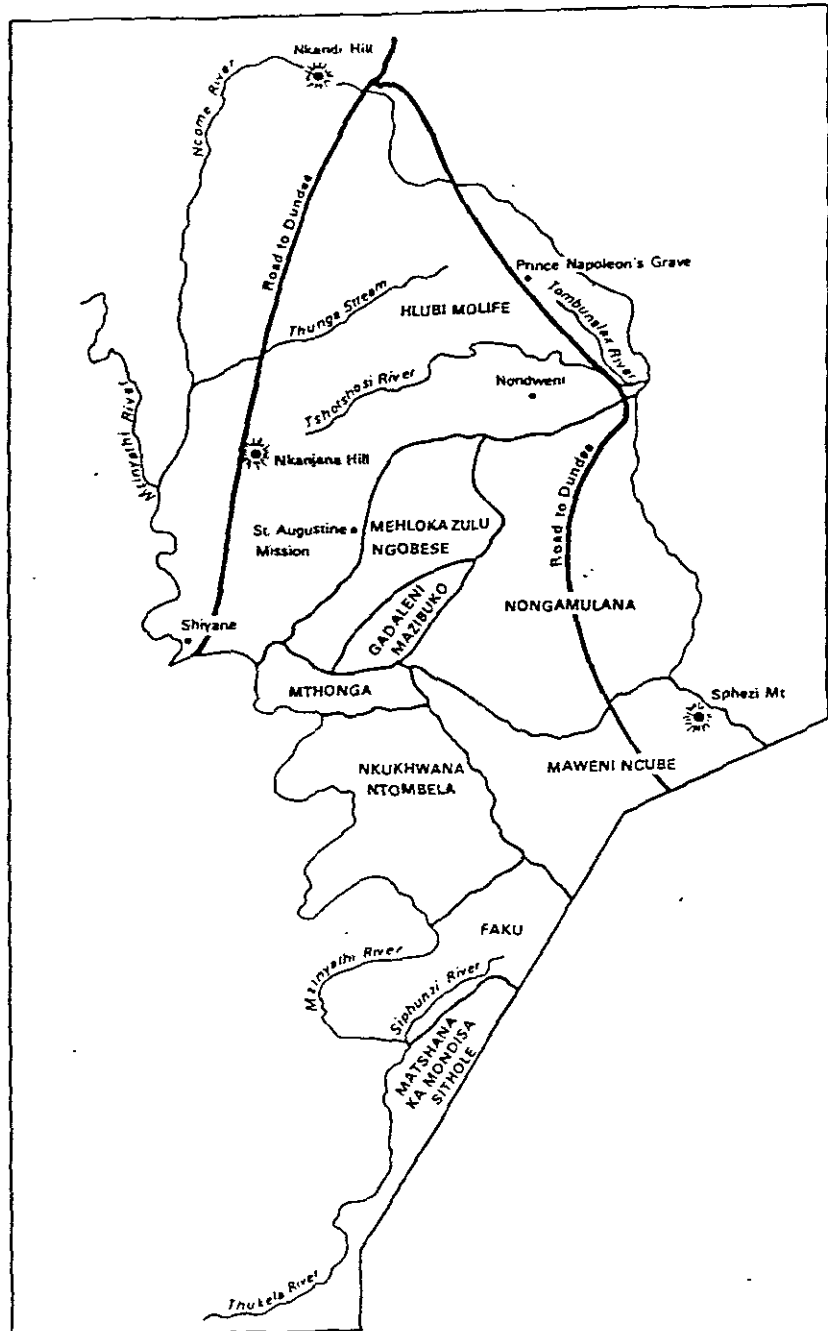 Nkandi Hill
Ncome River
Road to Dundee
Prince Napoleon's Grave
Thunga Stream
HLUBI MOLIFE
Tombunalee River
Mzinyathi River
Tshotshosi River
Nondweni
Nkanjana Hill
Road to Dundee
St. Augustine
Mission
MEHLOKAZULU
NGOBESE
GADALENI
MAZIBUKO
NONGAMULANA
Shiyane
MTHONGA
Sphezi Mt
NKUKHWANA
NTOMBELA
MAWENI NCUBE
FAKU
Mzinyathi River
Siphunzi River
MATSHANA
KA MONDISA
SITHOLE
Thukela River